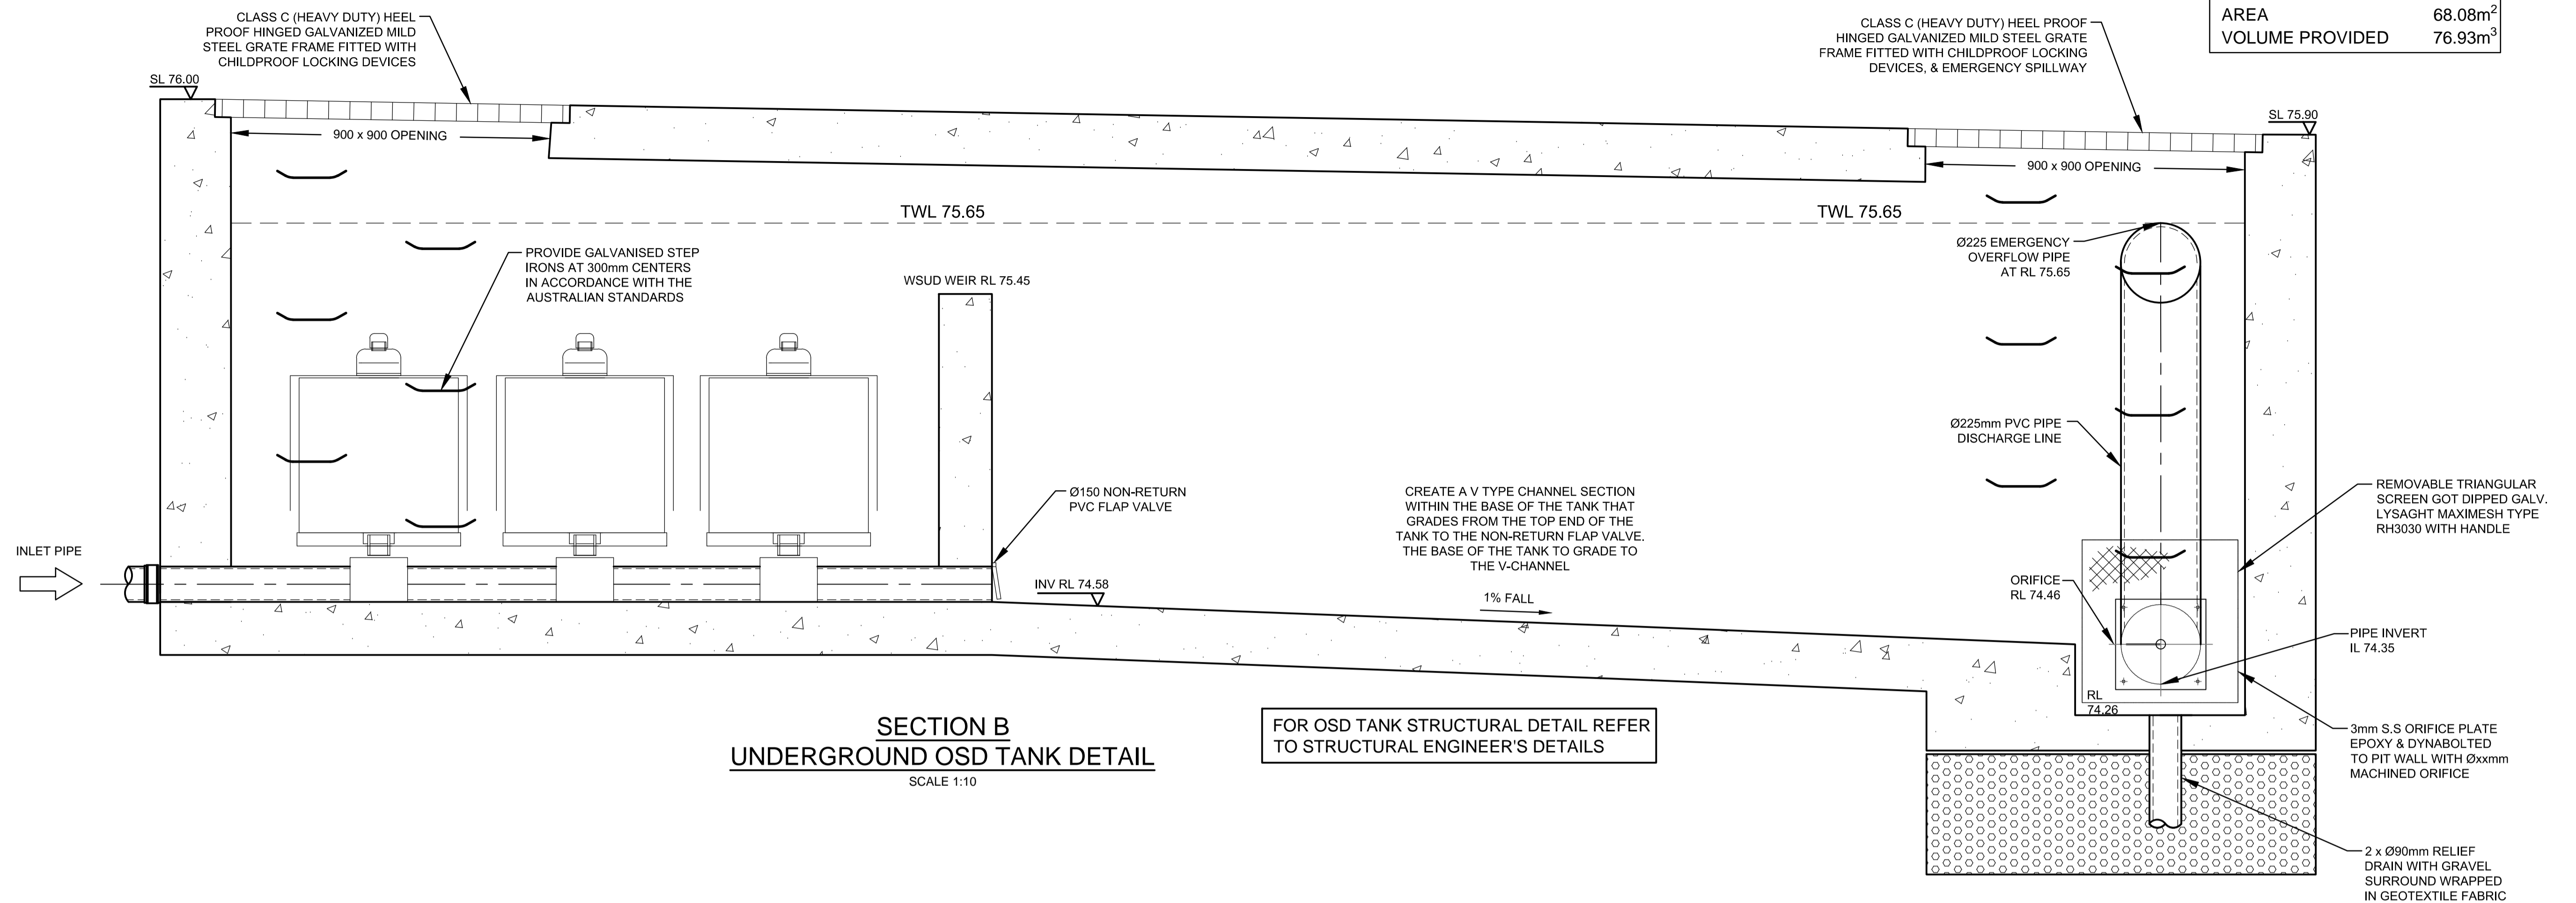 CLASS C (HEAVY DUTY) HEEL
PROOF HINGED GALVANIZED MILD
STEEL GRATE FRAME FITTED WITH
CHILDPROOF LOCKING DEVICES
CLASS C (HEAVY DUTY) HEEL PROOF
HINGED GALVANIZED MILD STEEL GRATE
FRAME FITTED WITH CHILDPROOF LOCKING
DEVICES, & EMERGENCY SPILLWAY
AREA 68.08m²
VOLUME PROVIDED 76.93m³
SL 76.00
SL 75.90
900 x 900 OPENING
900 x 900 OPENING
TWL 75.65
TWL 75.65
PROVIDE GALVANISED STEP
IRONS AT 300mm CENTERS
IN ACCORDANCE WITH THE
AUSTRALIAN STANDARDS
WSUD WEIR RL 75.45
Ø225 EMERGENCY
OVERFLOW PIPE
AT RL 75.65
Ø225mm PVC PIPE
DISCHARGE LINE
Ø150 NON-RETURN
PVC FLAP VALVE
CREATE A V TYPE CHANNEL SECTION
WITHIN THE BASE OF THE TANK THAT
GRADES FROM THE TOP END OF THE
TANK TO THE NON-RETURN FLAP VALVE.
THE BASE OF THE TANK TO GRADE TO
THE V-CHANNEL
REMOVABLE TRIANGULAR
SCREEN GOT DIPPED GALV.
LYSAGHT MAXIMESH TYPE
RH3030 WITH HANDLE
INLET PIPE
INV RL 74.58
1% FALL
ORIFICE
RL 74.46
PIPE INVERT
IL 74.35
RL
74.26
3mm S.S ORIFICE PLATE
EPOXY & DYNABOLTED
TO PIT WALL WITH Øxxmm
MACHINED ORIFICE
SECTION B
UNDERGROUND OSD TANK DETAIL
SCALE 1:10
FOR OSD TANK STRUCTURAL DETAIL REFER
TO STRUCTURAL ENGINEER'S DETAILS
2 x Ø90mm RELIEF
DRAIN WITH GRAVEL
SURROUND WRAPPED
IN GEOTEXTILE FABRIC